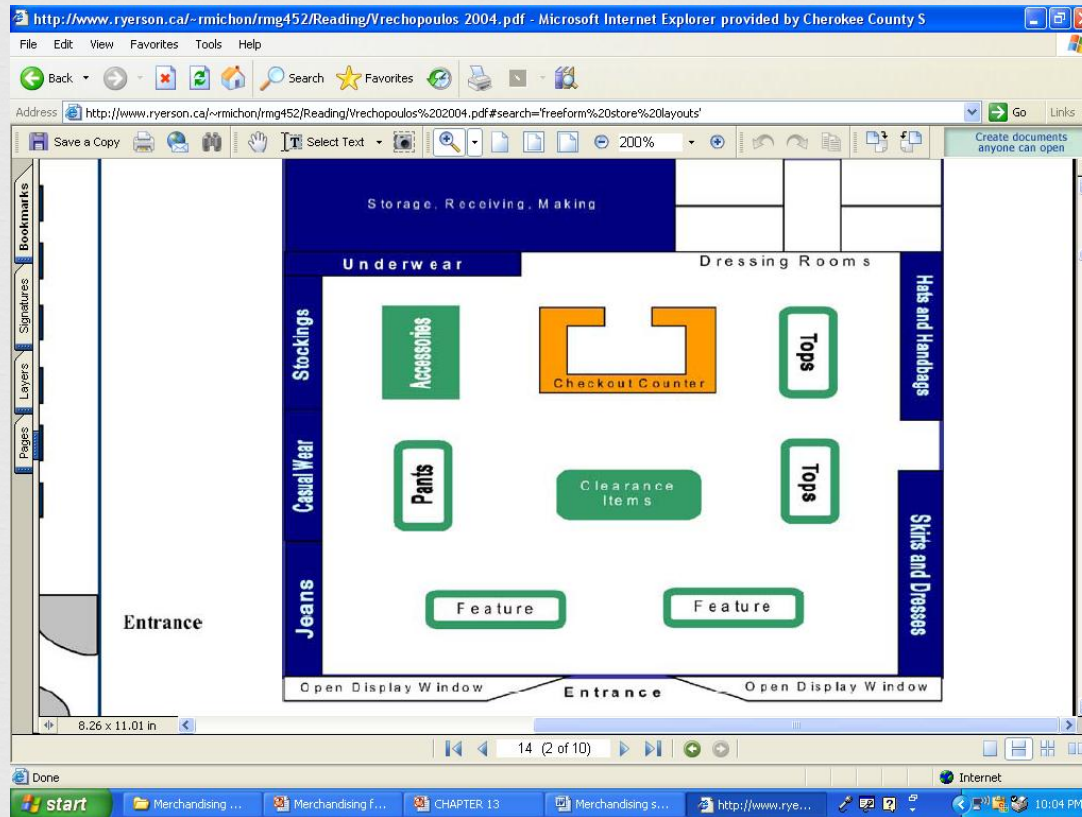 http://www.ryerson.ca/~rmichon/rmg452/Reading/Vrechopoulos 2004.pdf - Microsoft Internet Explorer provided by Cherokee County S
File Edit View Favorites Tools Help
Back Search Favorites
Address http://www.ryerson.ca/~rmichon/rmg452/Reading/Vrechopoulos%202004.pdf#search='freeform%20store%20layouts' Go Links
Save a Copy Select Text 200% Create documents
anyone can open
Bookmarks
Signatures
Layers
Pages
Storage, Receiving, Making
Underwear
Dressing Rooms
Stockings
Accessories
Checkout Counter
Tops
Hats and Handbags
Casual Wear
Pants
Clearance
Items
Tops
Skirts and Dresses
Jeans
Feature
Feature
Entrance
Open Display Window
Entrance
Open Display Window
8.26 x 11.01 in
14 (2 of 10)
Done Internet
start Merchandising ... Merchandising f... CHAPTER 13 Merchandising s... http://www.rye... 10:04 PM